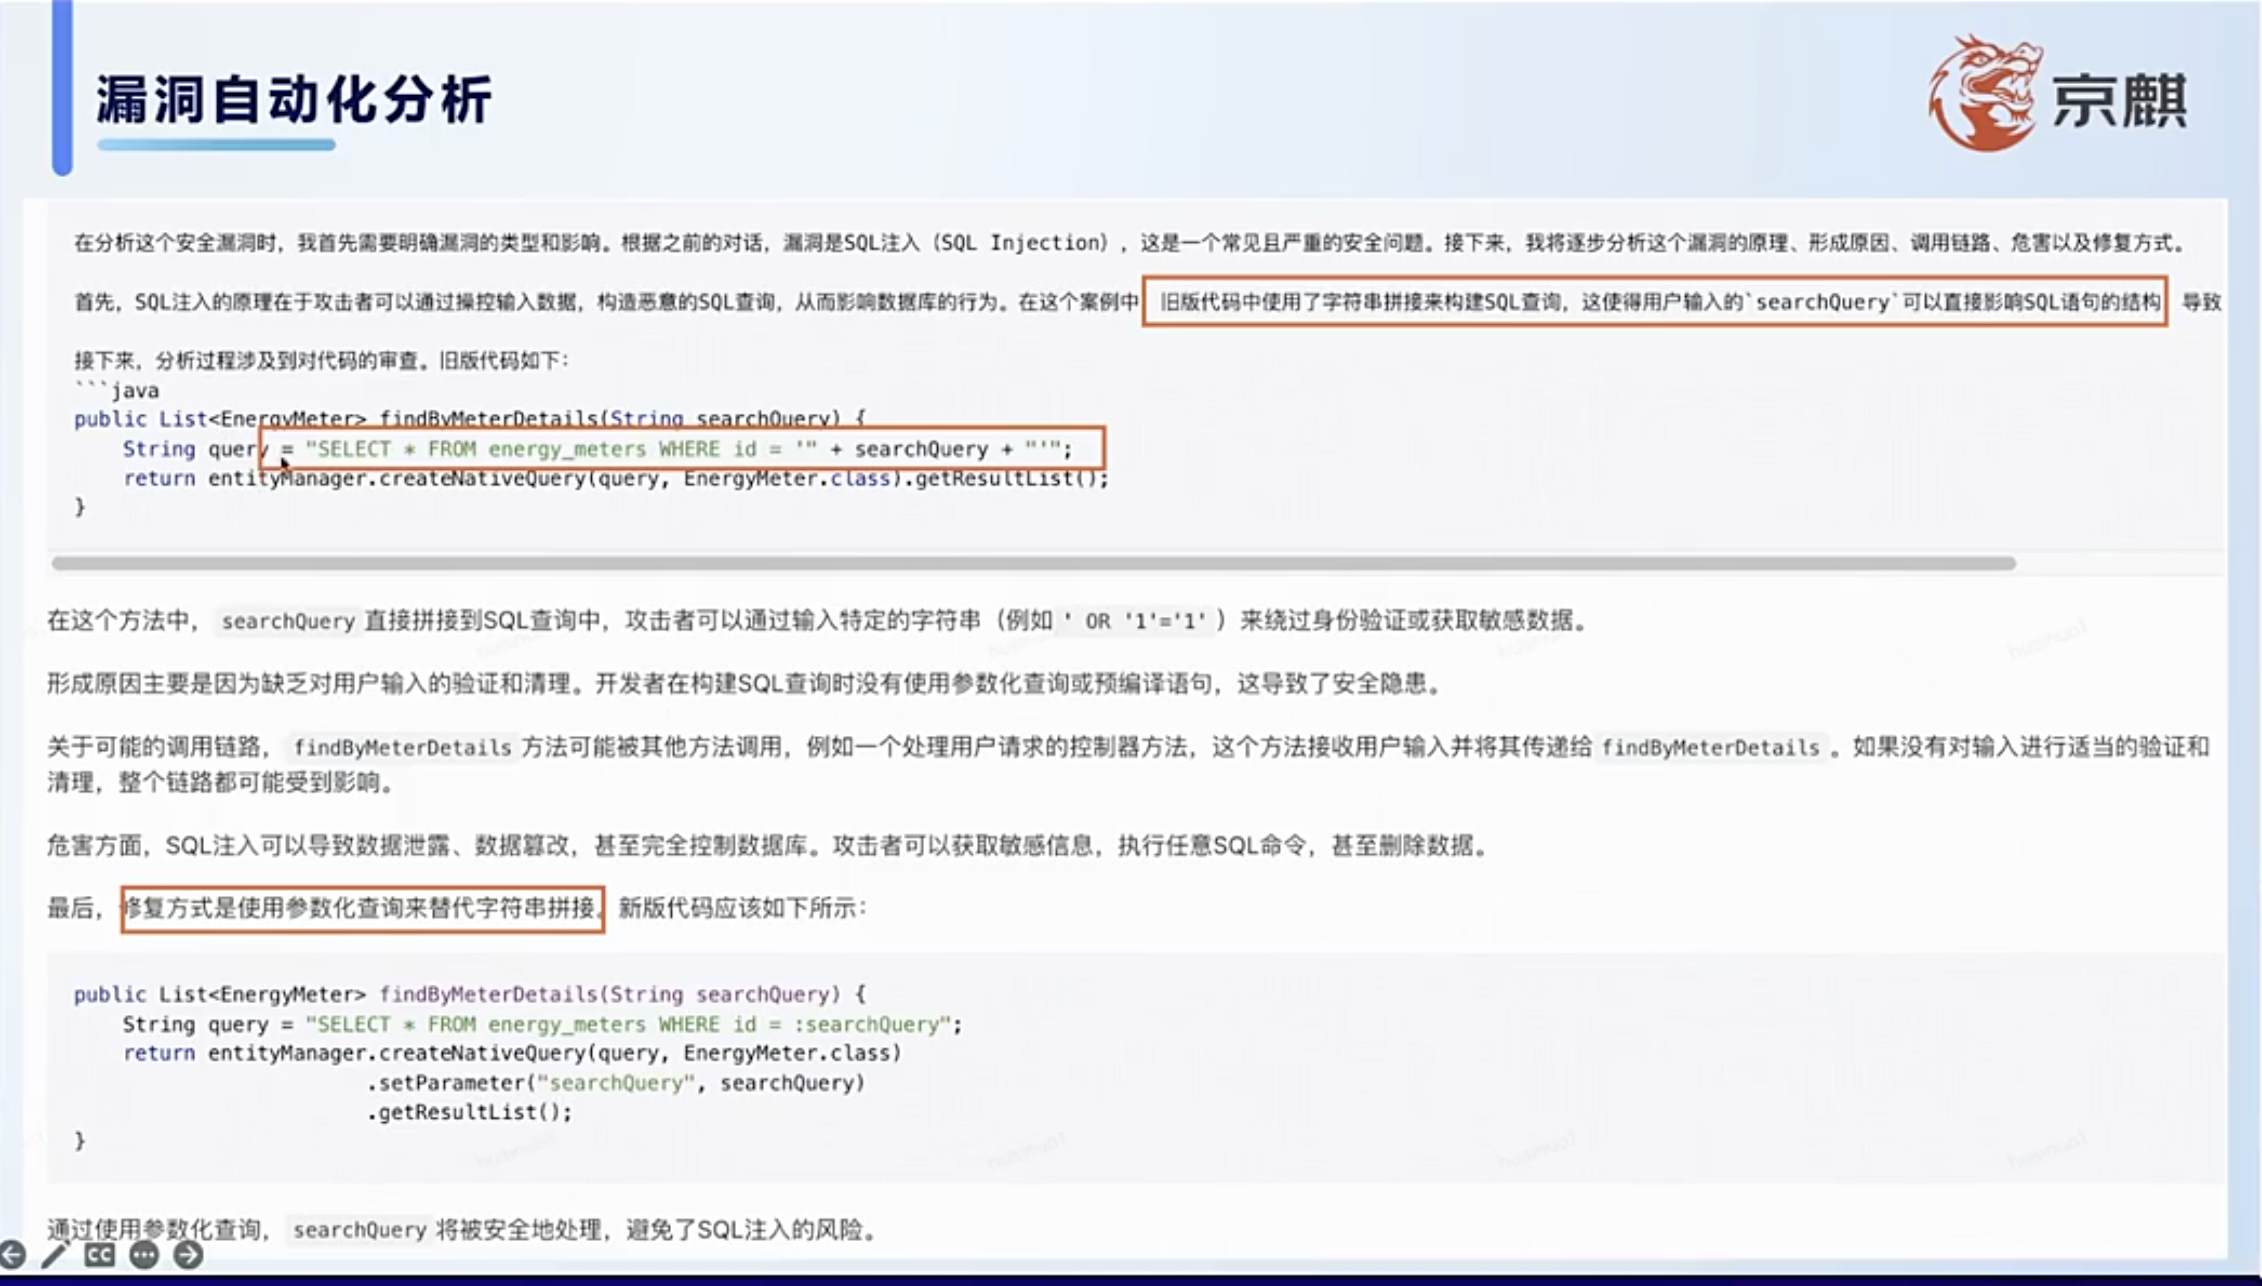 漏洞自动化分析
京麒
在分析这个安全漏洞时，我首先需要明确漏洞的类型和影响。根据之前的对话，漏洞是SQL注入（SQL Injection），这是一个常见且严重的安全问题。接下来，我将逐步分析这个漏洞的原理、形成原因、调用链路、危害以及修复方式。
首先，SQL注入的原理在于攻击者可以通过操控输入数据，构造恶意的SQL查询，从而影响数据库的行为。在这个案例中 旧版代码中使用了字符串拼接来构建SQL查询，这使得用户输入的`searchQuery`可以直接影响SQL语句的结构 导致
接下来，分析过程涉及到对代码的审查。旧版代码如下：
```java
public List<EnergyMeter> findByMeterDetails(String searchQuery) {
    String query = "SELECT * FROM energy_meters WHERE id = '" + searchQuery + "'";
    return entityManager.createNativeQuery(query, EnergyMeter.class).getResultList();
}
在这个方法中， searchQuery 直接拼接到SQL查询中，攻击者可以通过输入特定的字符串（例如 ' OR '1'='1' ）来绕过身份验证或获取敏感数据。
形成原因主要是因为缺乏对用户输入的验证和清理。开发者在构建SQL查询时没有使用参数化查询或预编译语句，这导致了安全隐患。
关于可能的调用链路， findByMeterDetails 方法可能被其他方法调用，例如一个处理用户请求的控制器方法，这个方法接收用户输入并将其传递给 findByMeterDetails 。如果没有对输入进行适当的验证和
清理，整个链路都可能受到影响。
危害方面，SQL注入可以导致数据泄露、数据篡改，甚至完全控制数据库。攻击者可以获取敏感信息，执行任意SQL命令，甚至删除数据。
最后，修复方式是使用参数化查询来替代字符串拼接。新版代码应该如下所示：
public List<EnergyMeter> findByMeterDetails(String searchQuery) {
    String query = "SELECT * FROM energy_meters WHERE id = :searchQuery";
    return entityManager.createNativeQuery(query, EnergyMeter.class)
                        .setParameter("searchQuery", searchQuery)
                        .getResultList();
}
通过使用参数化查询， searchQuery 将被安全地处理，避免了SQL注入的风险。
CC